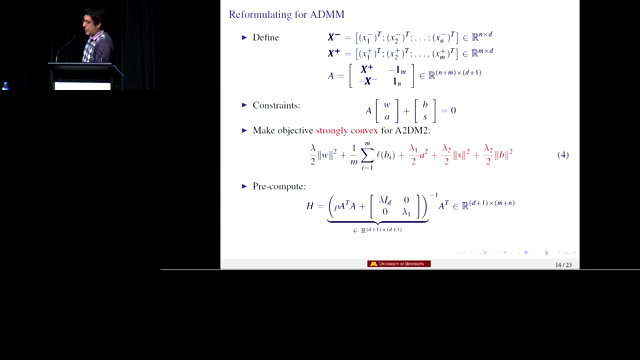 Reformulating for ADMM
► Define
X⁻ = [(x₁⁻)ᵀ; (x₂⁻)ᵀ; …; (xₙ⁻)ᵀ] ∈ ℝⁿˣᵈ
X⁺ = [(x₁⁺)ᵀ; (x₂⁺)ᵀ; …, (xₘ⁺)ᵀ] ∈ ℝᵐˣᵈ
A = [ X⁺ −1ₘ ; −X⁻ 1ₙ ] ∈ ℝ⁽ⁿ⁺ᵐ⁾ˣ⁽ᵈ⁺¹⁾
► Constraints:
A [ w ; a ] + [ b ; s ] = 0
► Make objective strongly convex for A2DM2:
λ/2 ‖w‖² + 1/m ∑ᵢ₌₁ᵐ ℓ(bᵢ) + λ₁/2 a² + λ₂/2 ‖s‖² + λ₂/2 ‖b‖² (4)
► Pre-compute:
H = (ρAᵀA + [ λI_d 0 ; 0 λ₁ ])⁻¹ Aᵀ ∈ ℝ⁽ᵈ⁺¹⁾ˣ⁽ᵐ⁺ⁿ⁾
∈ ℝ⁽ᵈ⁺¹⁾ˣ⁽ᵈ⁺¹⁾
UNIVERSITY OF MINNESOTA
14 / 23